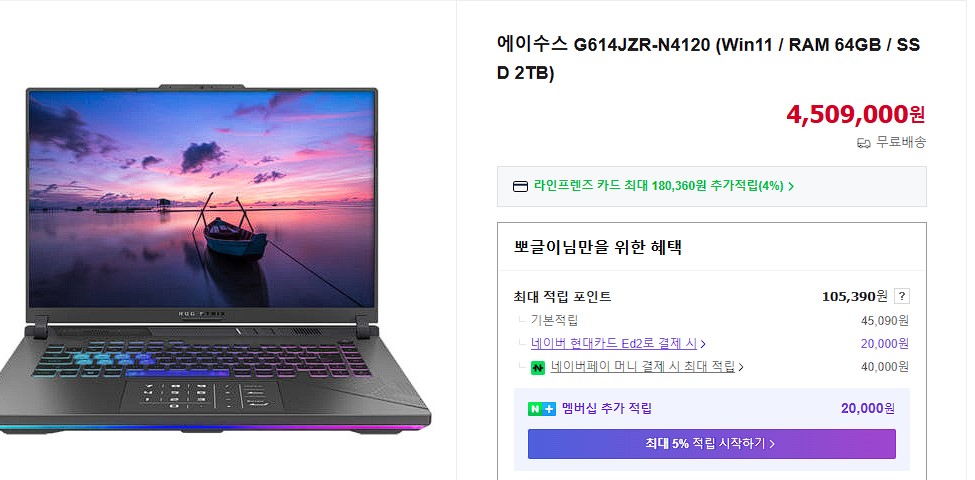 에이수스 G614JZR-N4120 (Win11 / RAM 64GB / SS
D 2TB)
4,509,000원
무료배송
라인프렌즈 카드 최대 180,360원 추가적립(4%) >
뽀글이님만을 위한 혜택
최대 적립 포인트 105,390원 ?
기본적립 45,090원
네이버 현대카드 Ed2로 결제 시 > 20,000원
N 네이버페이 머니 결제 시 최대 적립 > 40,000원
N+ 멤버십 추가 적립 20,000원
최대 5% 적립 시작하기 >